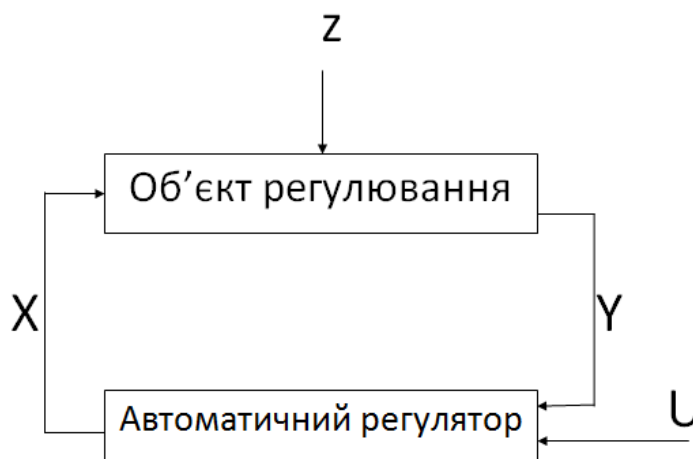 z
Об’єкт регулювання
X
Y
Автоматичний регулятор
U